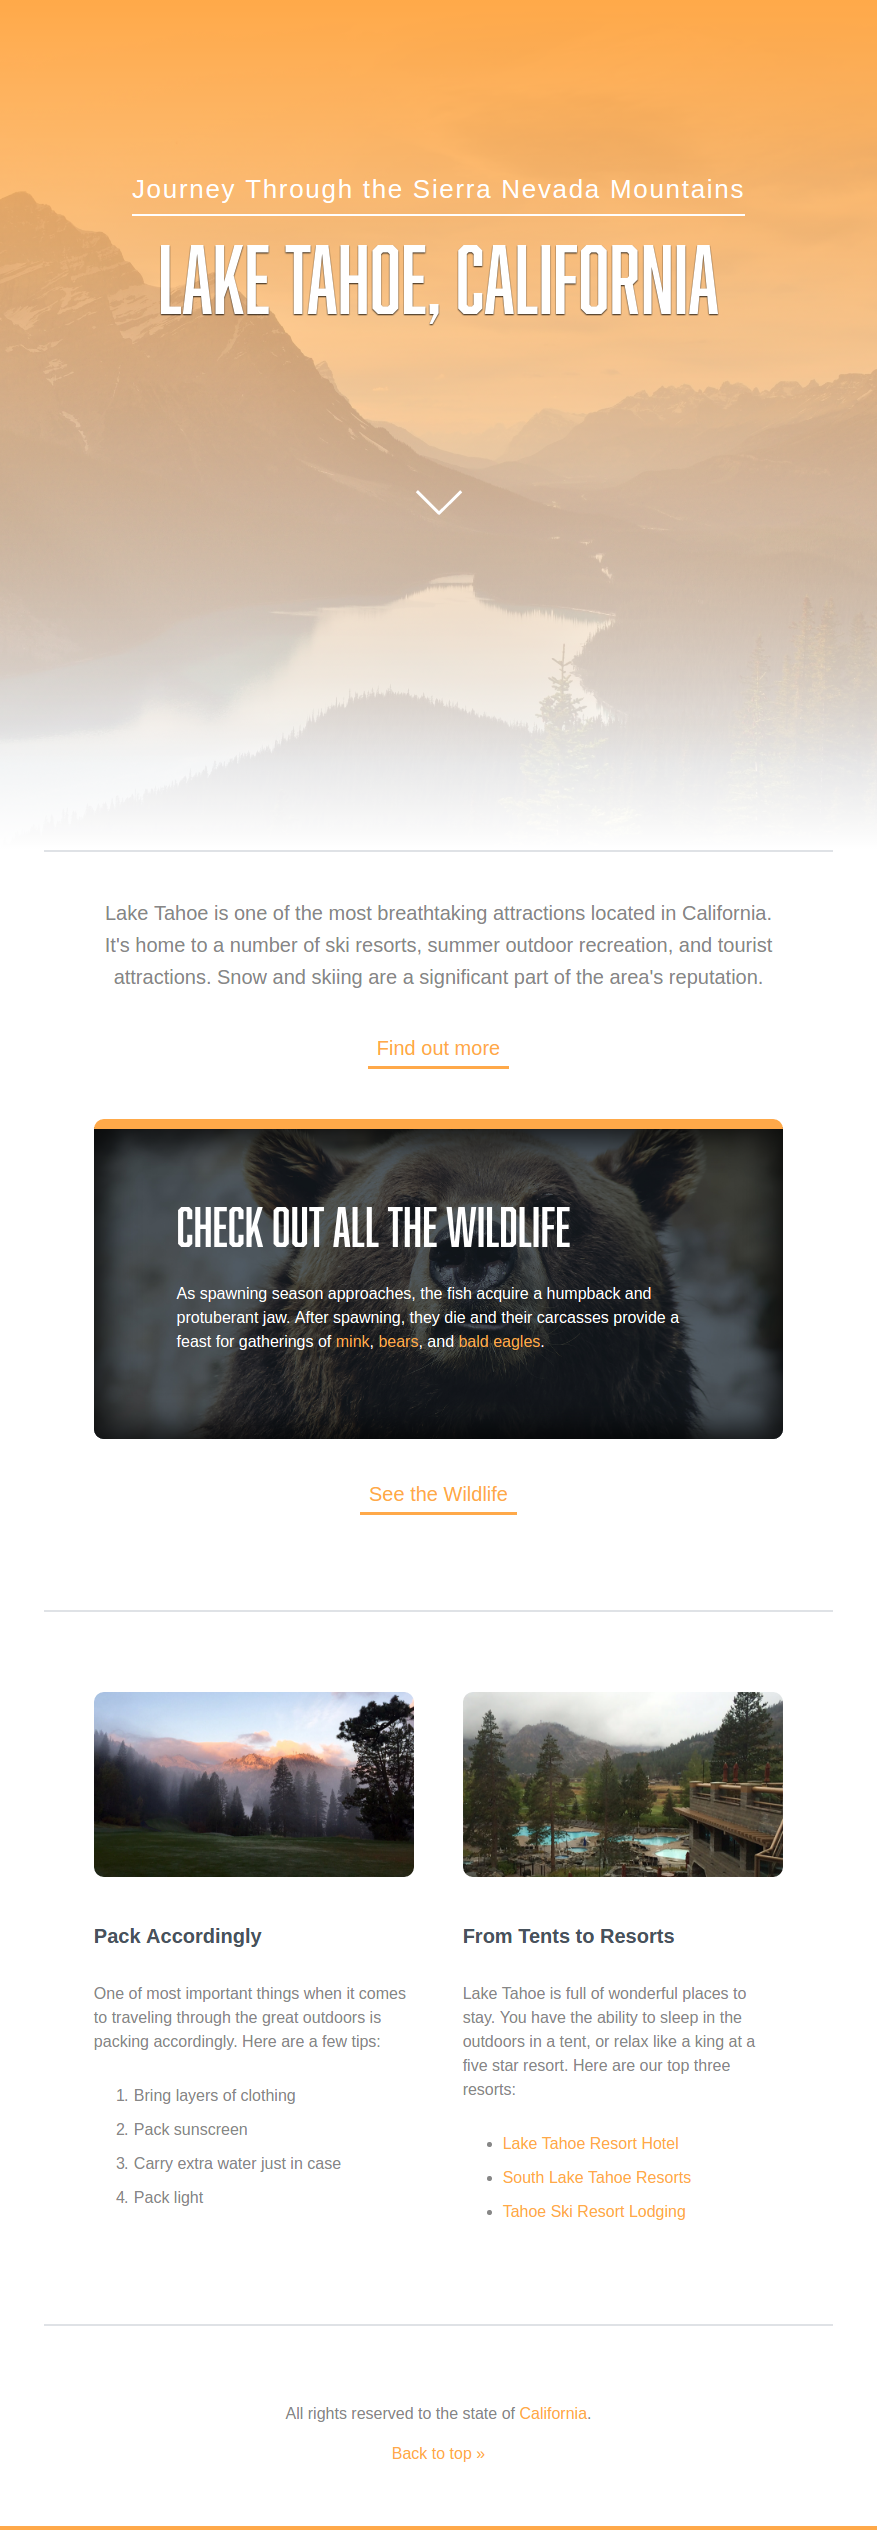 Journey Through the Sierra Nevada Mountains
LAKE TAHOE, CALIFORNIA
Lake Tahoe is one of the most breathtaking attractions located in California.
It's home to a number of ski resorts, summer outdoor recreation, and tourist
attractions. Snow and skiing are a significant part of the area's reputation.
Find out more
CHECK OUT ALL THE WILDLIFE
As spawning season approaches, the fish acquire a humpback and
protuberant jaw. After spawning, they die and their carcasses provide a
feast for gatherings of mink, bears, and bald eagles.
See the Wildlife
Pack Accordingly
One of most important things when it comes
to traveling through the great outdoors is
packing accordingly. Here are a few tips:
1. Bring layers of clothing
2. Pack sunscreen
3. Carry extra water just in case
4. Pack light
From Tents to Resorts
Lake Tahoe is full of wonderful places to
stay. You have the ability to sleep in the
outdoors in a tent, or relax like a king at a
five star resort. Here are our top three
resorts:
• Lake Tahoe Resort Hotel
• South Lake Tahoe Resorts
• Tahoe Ski Resort Lodging
All rights reserved to the state of California.
Back to top »